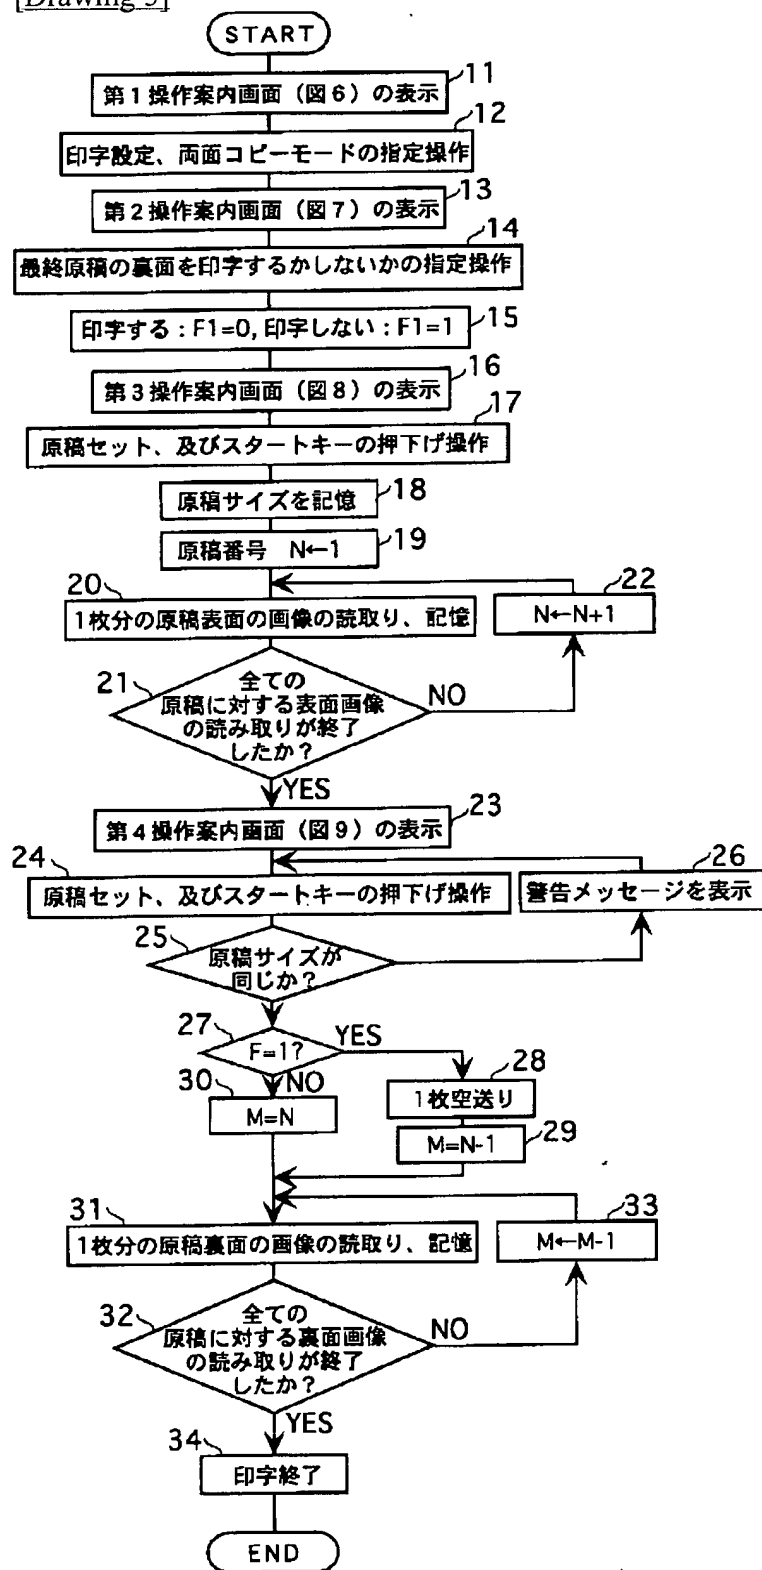 START
11
第1操作案内画面（図6）の表示
12
印字設定、両面コピーモードの指定操作
13
第2操作案内画面（図7）の表示
14
最終原稿の裏面を印字するかしないかの指定操作
15
印字する：F1=0, 印字しない：F1=1
16
第3操作案内画面（図8）の表示
17
原稿セット、及びスタートキーの押下げ操作
18
原稿サイズを記憶
19
原稿番号 N←1
20
1枚分の原稿表面の画像の読取り、記憶
22
N←N+1
21
全ての
原稿に対する表面画像
の読み取りが終了
したか？
NO
YES
23
第4操作案内画面（図9）の表示
24
原稿セット、及びスタートキーの押下げ操作
26
警告メッセージを表示
25
原稿サイズが
同じか？
27
F=1?
YES
NO
28
1枚空送り
29
M=N-1
30
M=N
31
1枚分の原稿裏面の画像の読取り、記憶
33
M←M-1
32
全ての
原稿に対する裏面画像
の読み取りが終了
したか？
NO
YES
34
印字終了
END